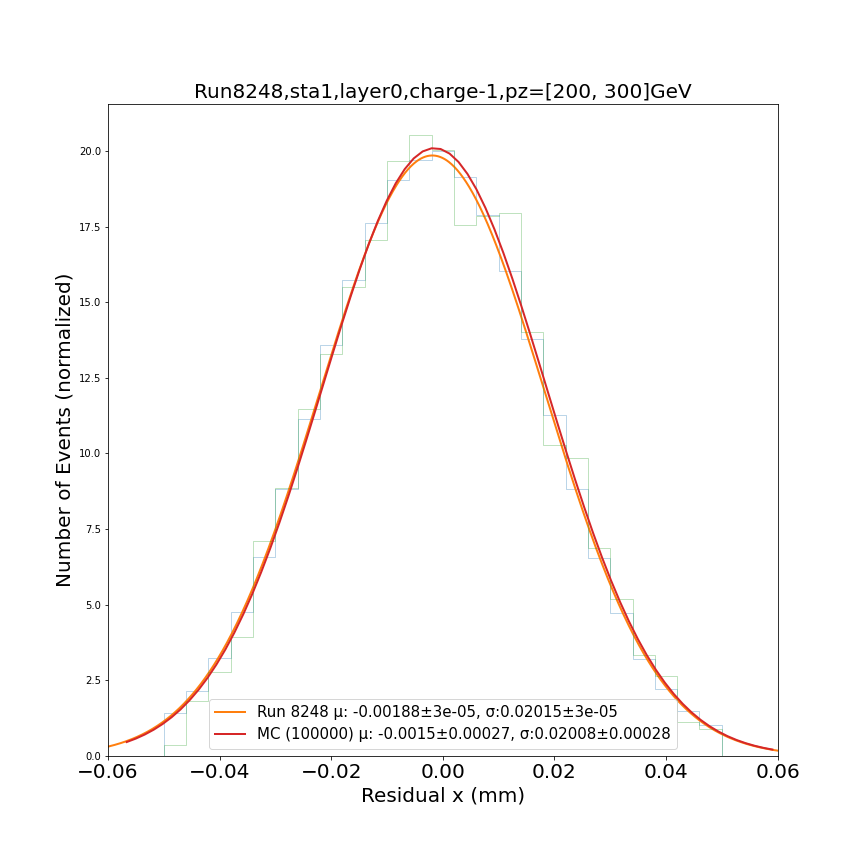 Run8248,sta1,layer0,charge-1,pz=[200, 300]GeV
Number of Events (normalized)
20.0
17.5
15.0
12.5
10.0
7.5
5.0
2.5
0.0
Run 8248 μ: -0.00188±3e-05, σ:0.02015±3e-05
MC (100000) μ: -0.0015±0.00027, σ:0.02008±0.00028
−0.06 −0.04 −0.02 0.00 0.02 0.04 0.06
Residual x (mm)